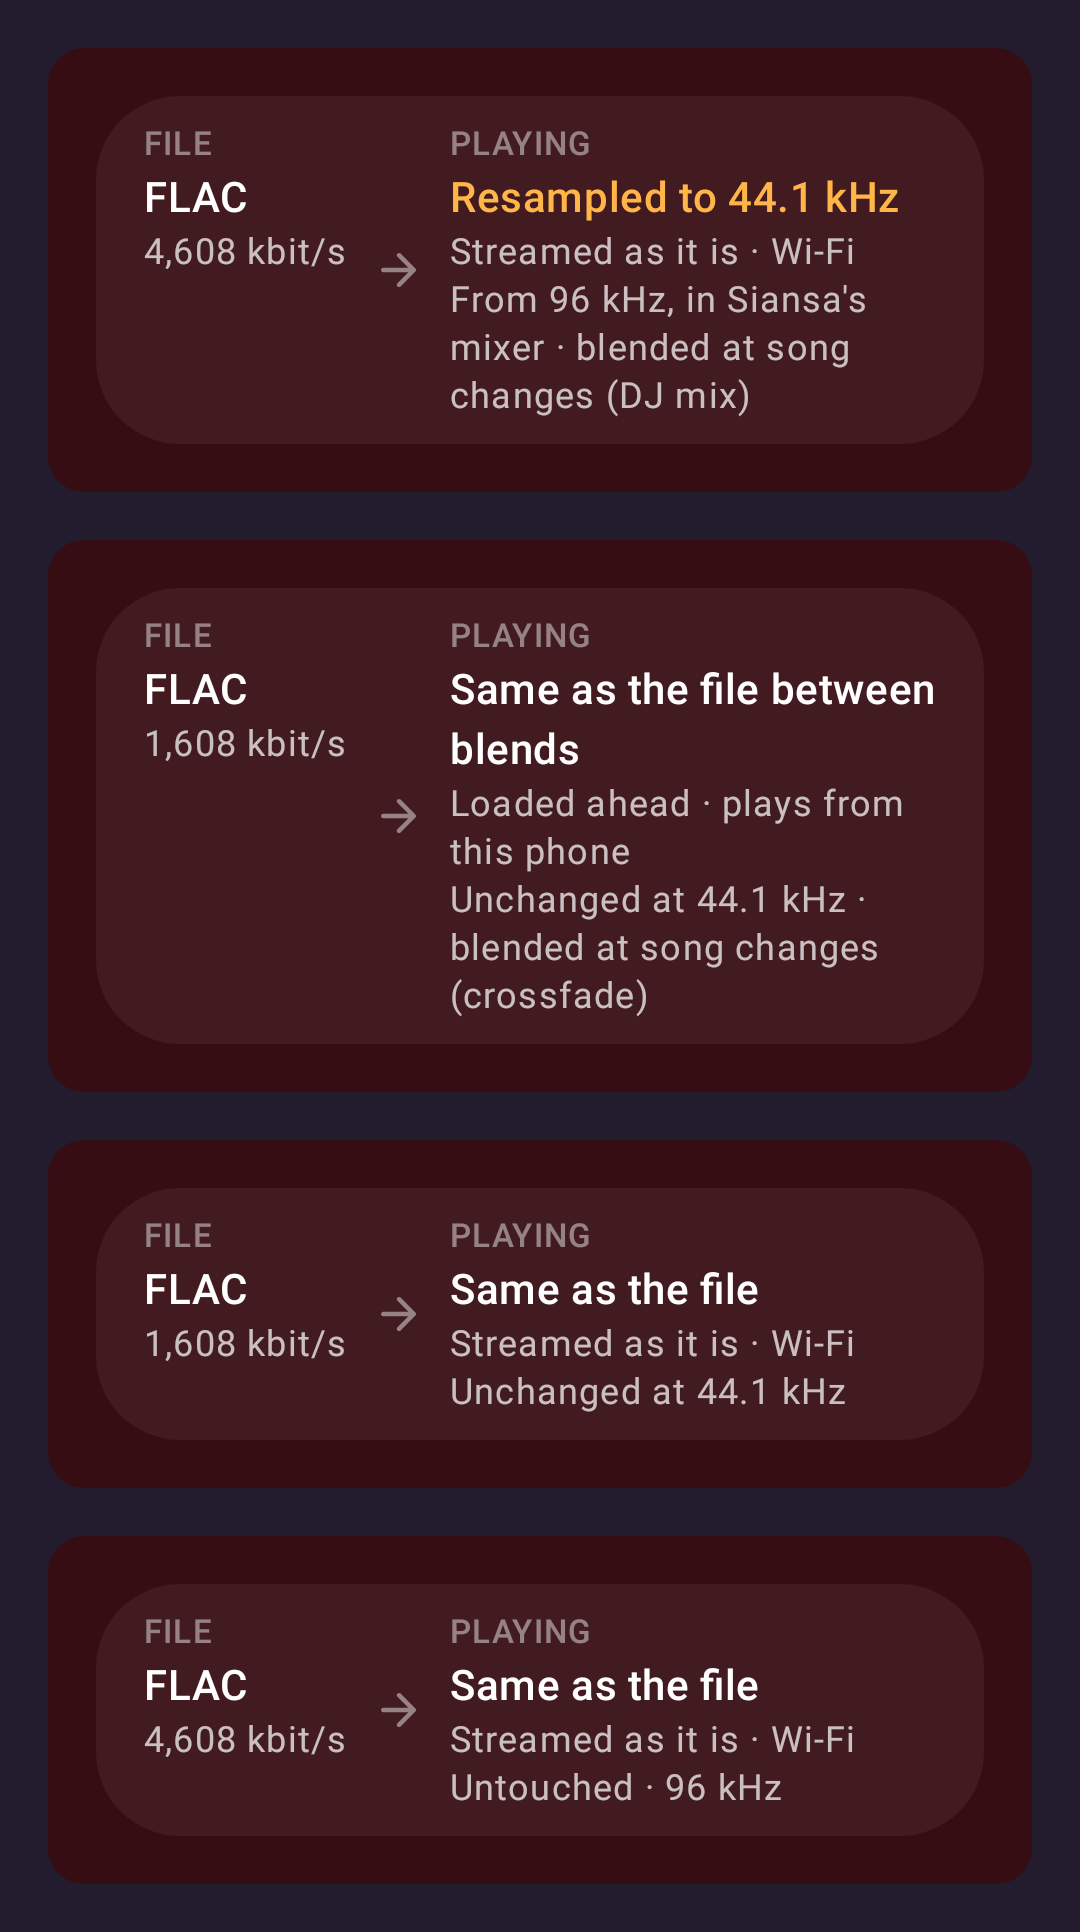 FILE
FLAC
4,608 kbit/s
PLAYING
Resampled to 44.1 kHz
Streamed as it is · Wi-Fi
From 96 kHz, in Siansa's
mixer · blended at song
changes (DJ mix)
FILE
FLAC
1,608 kbit/s
PLAYING
Same as the file between
blends
Loaded ahead · plays from
this phone
Unchanged at 44.1 kHz ·
blended at song changes
(crossfade)
FILE
FLAC
1,608 kbit/s
PLAYING
Same as the file
Streamed as it is · Wi-Fi
Unchanged at 44.1 kHz
FILE
FLAC
4,608 kbit/s
PLAYING
Same as the file
Streamed as it is · Wi-Fi
Untouched · 96 kHz